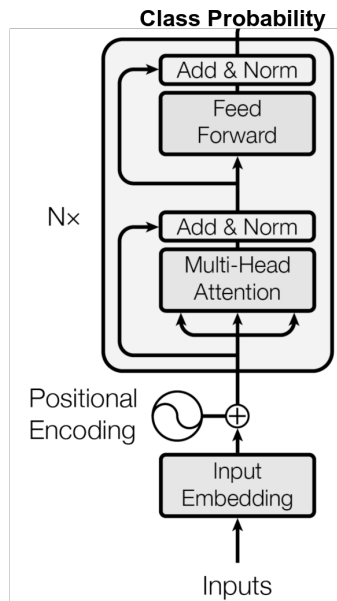 Class Probability
Add & Norm
Feed
Forward
Nx
Add & Norm
Multi-Head
Attention
Positional
Encoding
Input
Embedding
Inputs